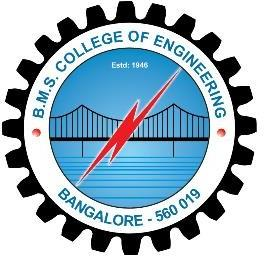 B.M.S. COLLEGE OF ENGINEERING
Estd: 1946
BANGALORE - 560 019